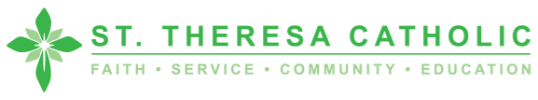 ST. THERESA CATHOLIC
FAITH • SERVICE • COMMUNITY • EDUCATION